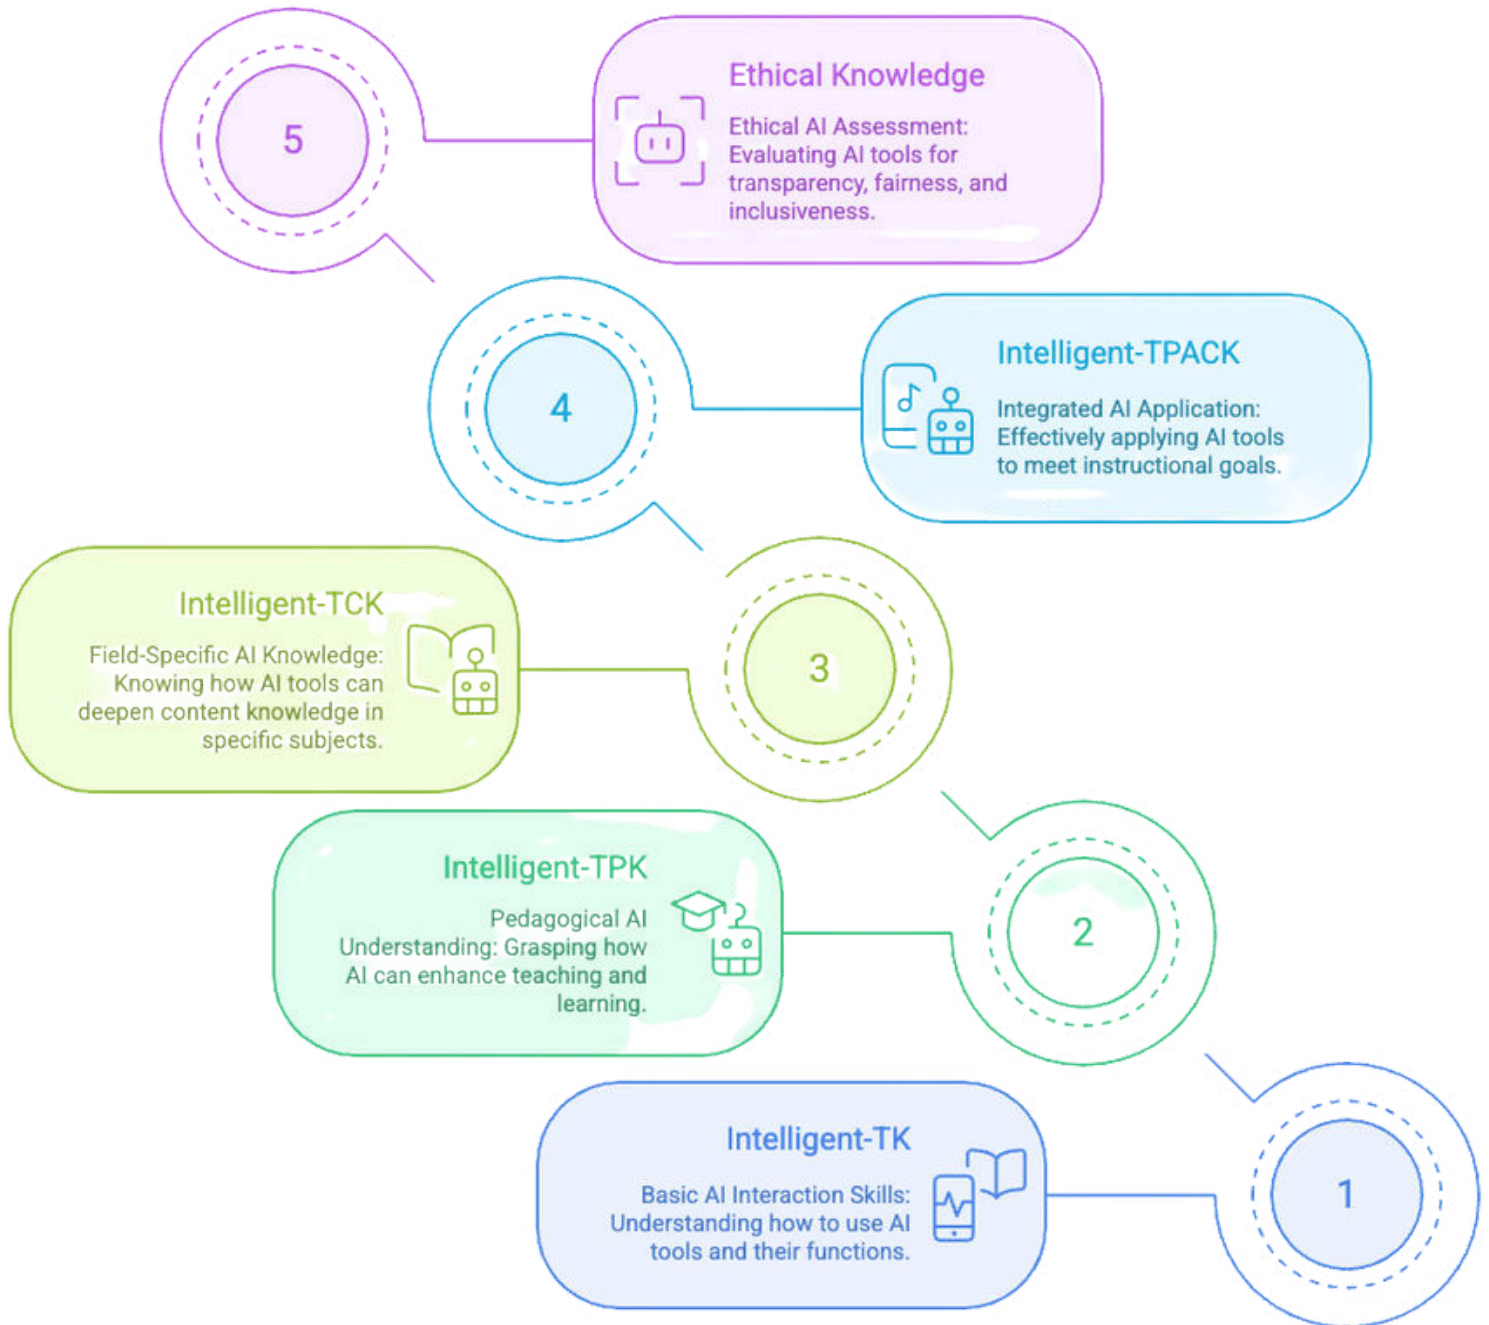 5
Ethical Knowledge
Ethical AI Assessment:
Evaluating AI tools for
transparency, fairness, and
inclusiveness.
4
Intelligent-TPACK
Integrated AI Application:
Effectively applying AI tools
to meet instructional goals.
Intelligent-TCK
Field-Specific AI Knowledge:
Knowing how AI tools can
deepen content knowledge in
specific subjects.
3
Intelligent-TPK
Pedagogical AI
Understanding: Grasping how
AI can enhance teaching and
learning.
2
Intelligent-TK
Basic AI Interaction Skills:
Understanding how to use AI
tools and their functions.
1